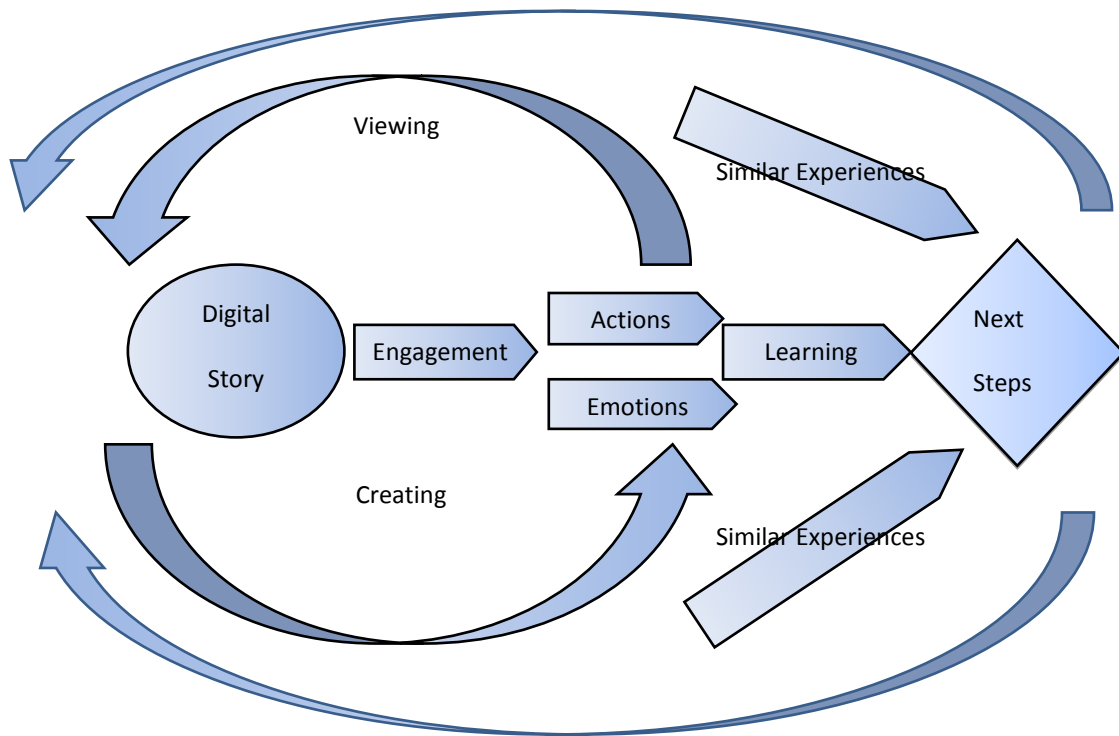 Viewing
Similar Experiences
Digital
Story
Engagement
Actions
Emotions
Learning
Next
Steps
Creating
Similar Experiences